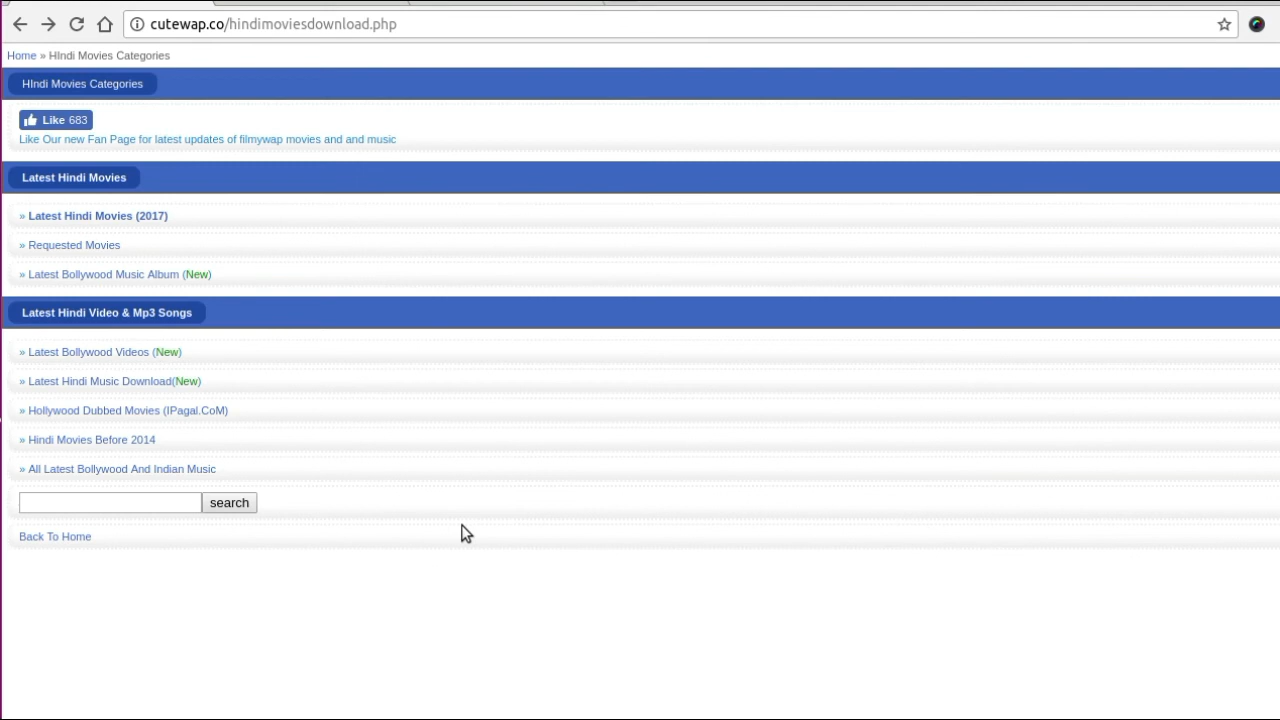 cutewap.co/hindimoviesdownload.php
Home » HIndi Movies Categories
HIndi Movies Categories
Like 683
Like Our new Fan Page for latest updates of filmywap movies and and music
Latest Hindi Movies
» Latest Hindi Movies (2017)
» Requested Movies
» Latest Bollywood Music Album (New)
Latest Hindi Video & Mp3 Songs
» Latest Bollywood Videos (New)
» Latest Hindi Music Download(New)
» Hollywood Dubbed Movies (IPagal.CoM)
» Hindi Movies Before 2014
» All Latest Bollywood And Indian Music
search
Back To Home